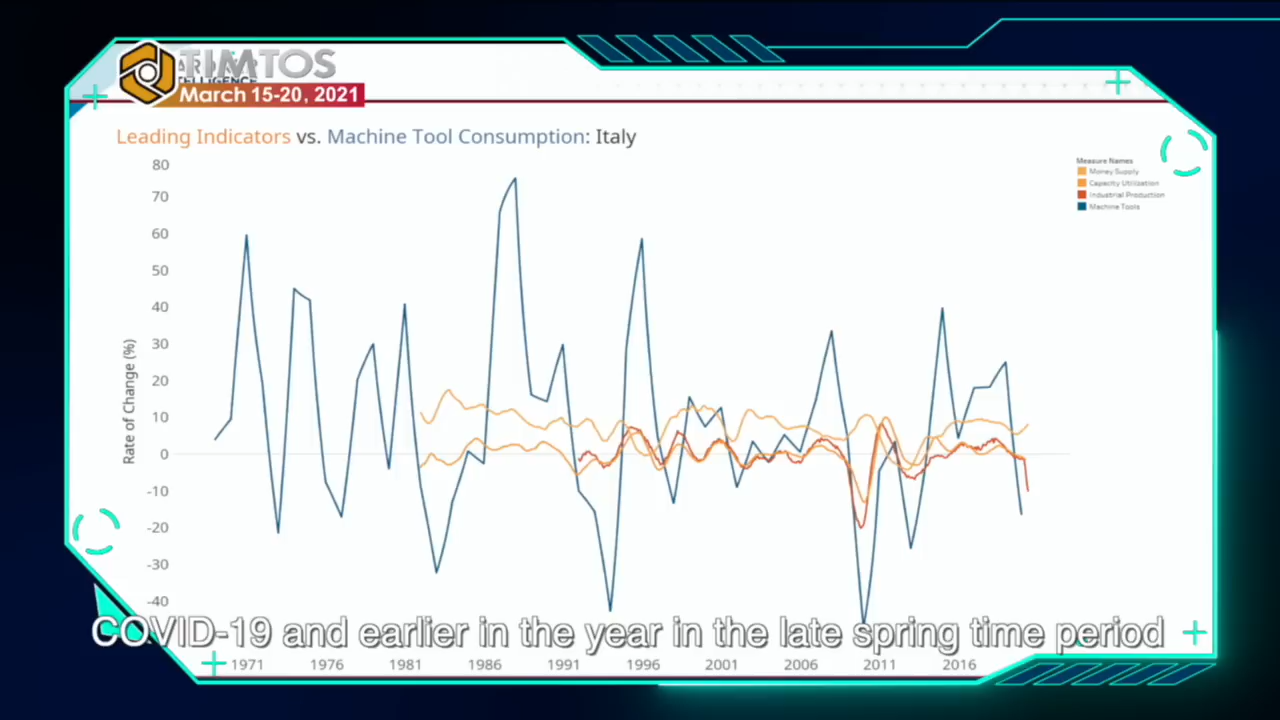 TIMTOS
March 15-20, 2021
Leading Indicators vs. Machine Tool Consumption: Italy
Measure Names
Money Supply
Capacity Utilization
Industrial Production
Machine Tools
Rate of Change (%)
80
70
60
50
40
30
20
10
0
-10
-20
-30
-40
COVID-19 and earlier in the year in the late spring time period
1971 1976 1981 1986 1991 1996 2001 2006 2011 2016